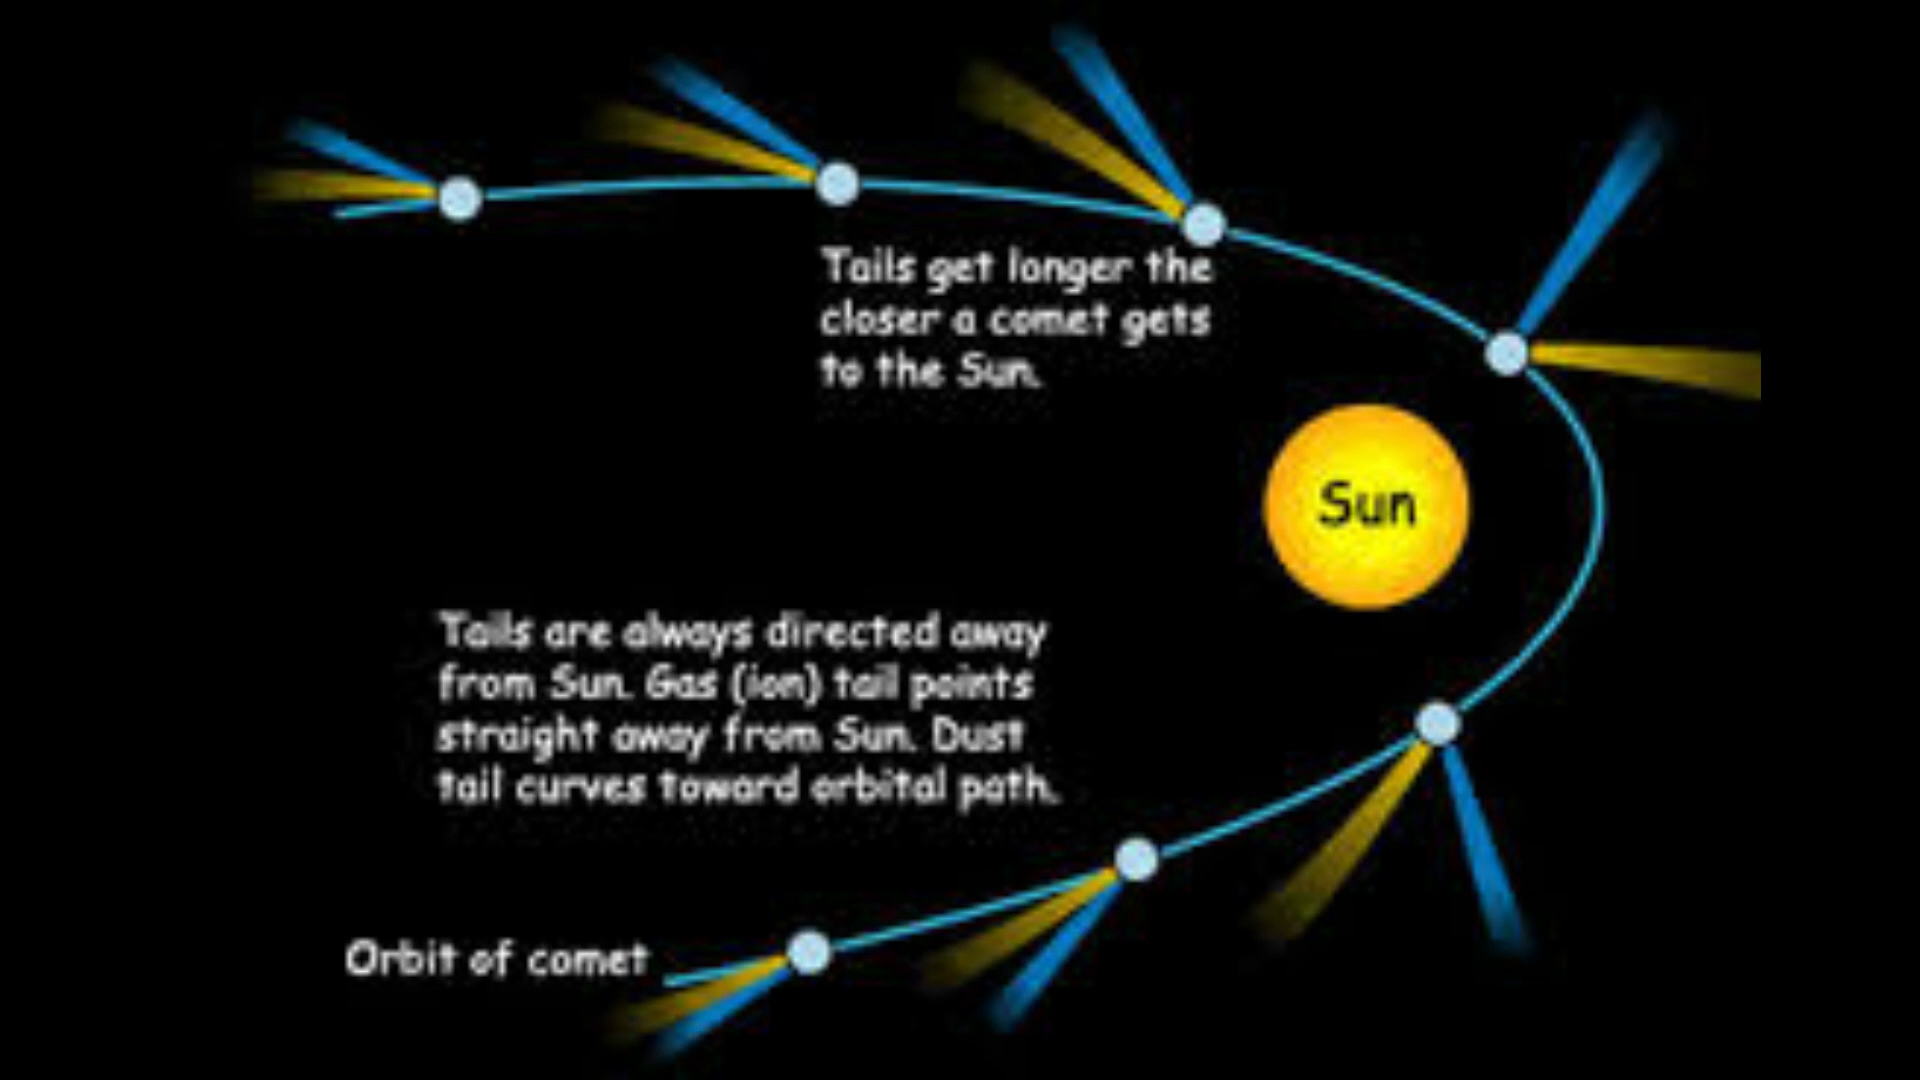 Tails get longer the
closer a comet gets
to the Sun.
Sun
Tails are always directed away
from Sun. Gas (ion) tail points
straight away from Sun. Dust
tail curves toward orbital path.
Orbit of comet